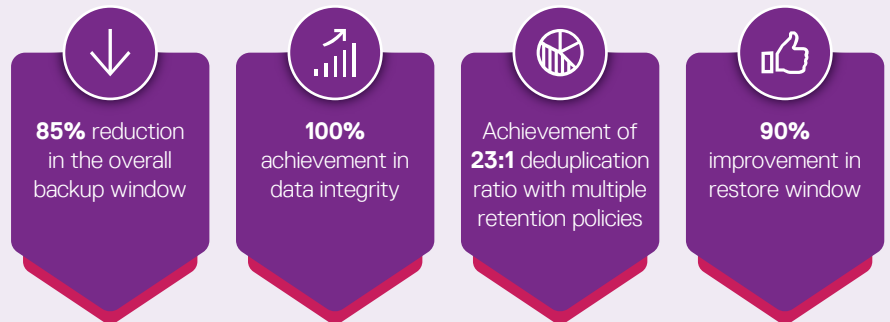 85% reduction
in the overall
backup window
100%
achievement in
data integrity
Achievement of
23:1 deduplication
ratio with multiple
retention policies
90%
improvement in
restore window